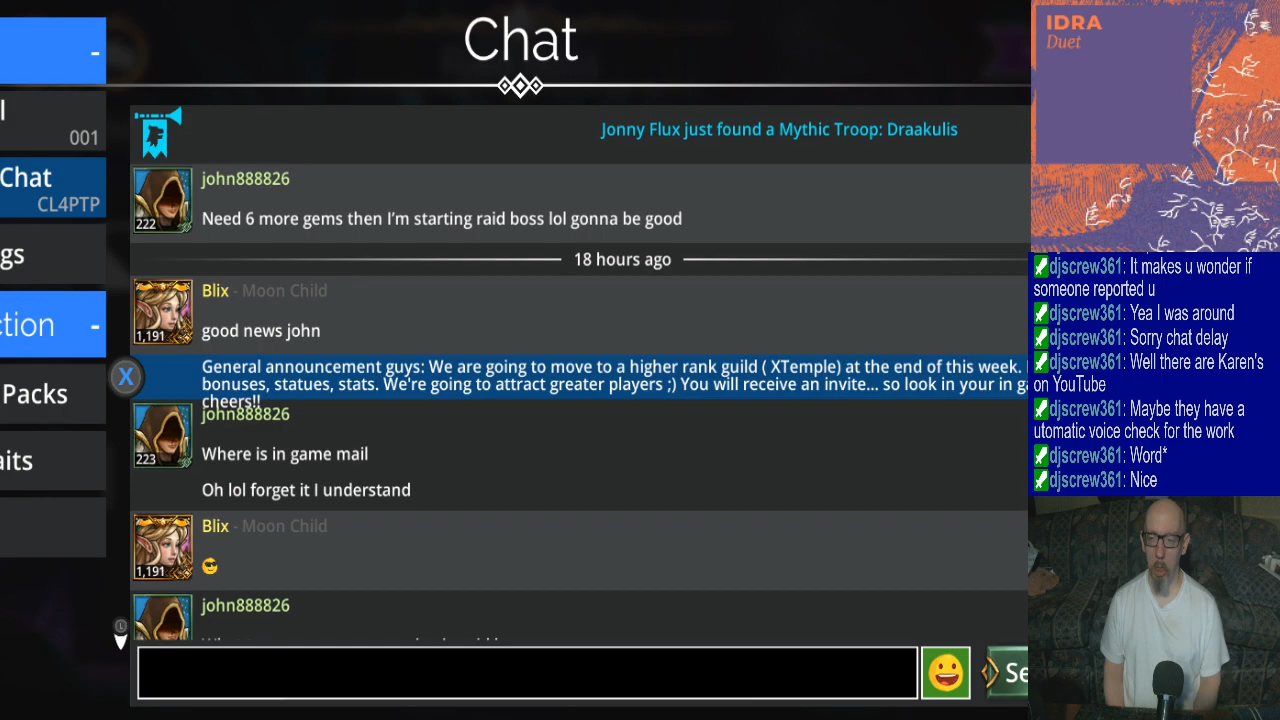 Chat
-
l
001
Chat
CL4PTP
gs
ction -
Packs
aits
Jonny Flux just found a Mythic Troop: Draakulis
john888826
222
Need 6 more gems then I'm starting raid boss lol gonna be good
18 hours ago
Blix - Moon Child
1,191
good news john
X
General announcement guys: We are going to move to a higher rank guild ( XTemple) at the end of this week.
bonuses, statues, stats. We're going to attract greater players ;) You will receive an invite... so look in your in ga
cheers!!
john888826
223
Where is in game mail
Oh lol forget it I understand
Blix - Moon Child
1,191
john888826
L
Se
IDRA
Duet
djscrew361: It makes u wonder if
someone reported u
djscrew361: Yea I was around
djscrew361: Sorry chat delay
djscrew361: Well there are Karen's
on YouTube
djscrew361: Maybe they have a
utomatic voice check for the work
djscrew361: Word*
djscrew361: Nice